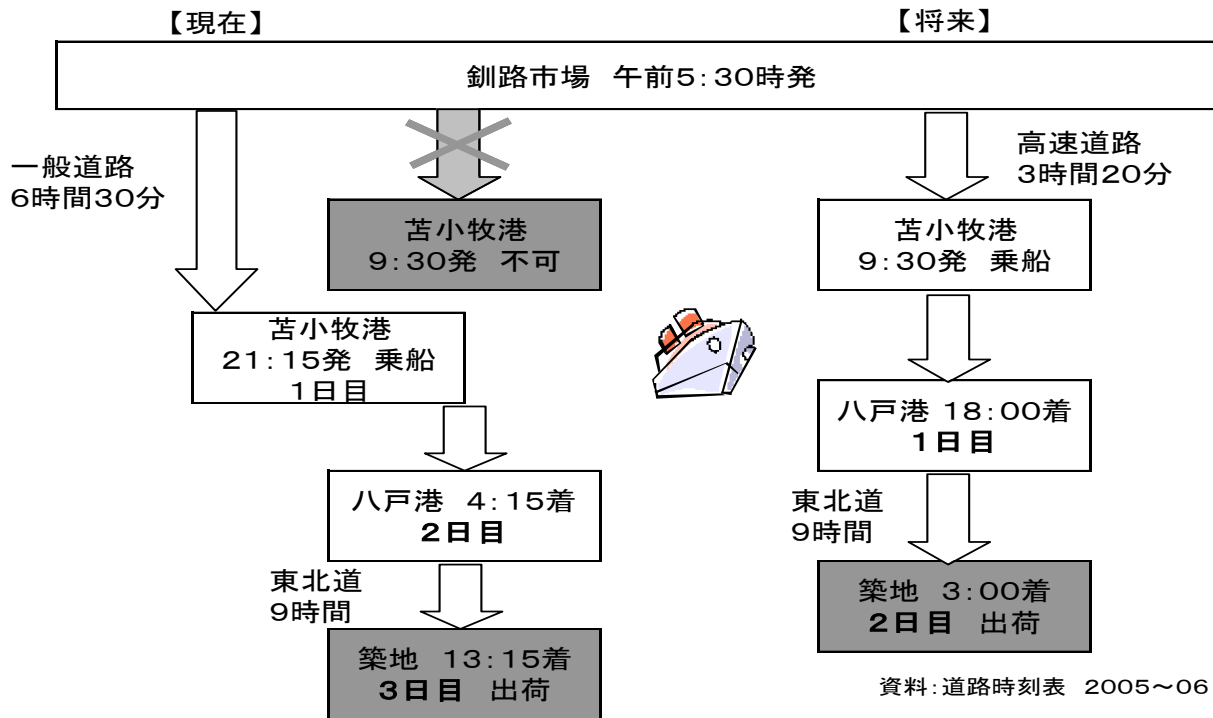 【現在】
【将来】
釧路市場 午前5:30時発
一般道路
6時間30分
高速道路
3時間20分
苫小牧港
9:30発 不可
苫小牧港
9:30発 乗船
苫小牧港
21:15発 乗船
1日目
八戸港 18:00着
1日目
八戸港 4:15着
2日目
東北道
9時間
東北道
9時間
築地 3:00着
2日目 出荷
築地 13:15着
3日目 出荷
資料:道路時刻表 2005～06